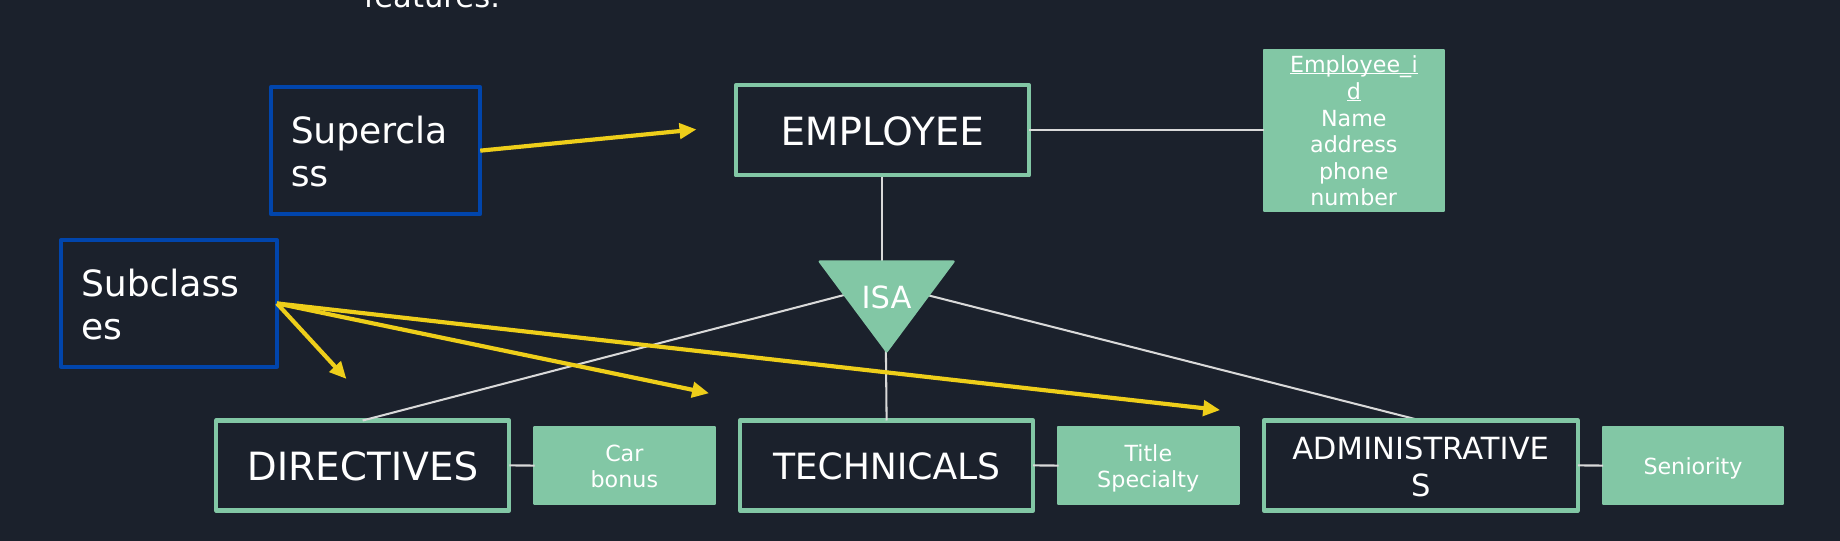 features.
Supercla
ss
EMPLOYEE
Employee_i
d
Name
address
phone
number
Subclass
es
ISA
DIRECTIVES
Car
bonus
TECHNICALS
Title
Specialty
ADMINISTRATIVE
S
Seniority